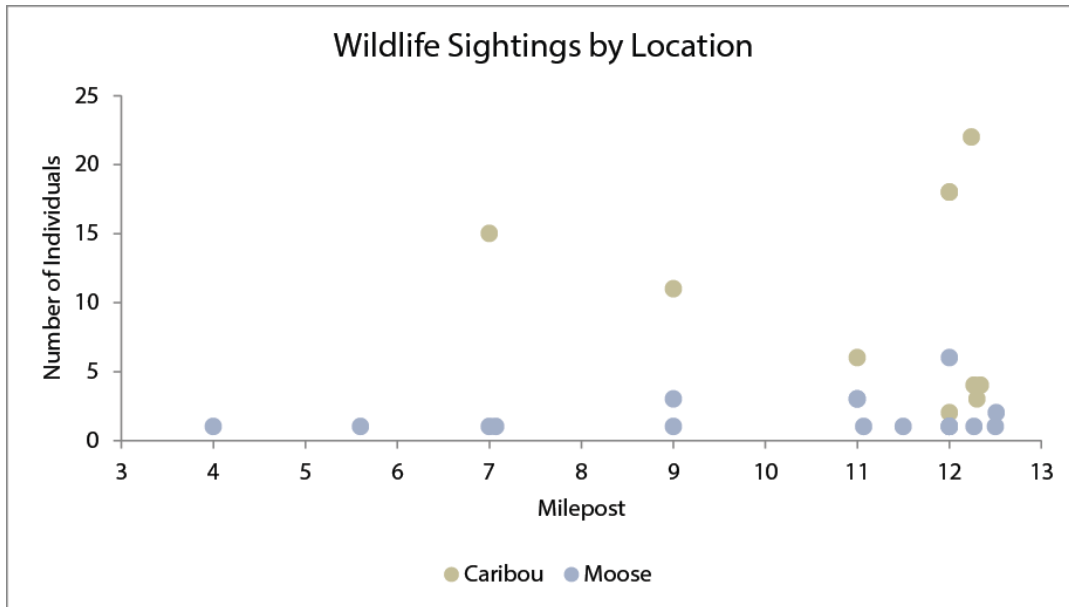 Wildlife Sightings by Location
25
20
15
10
5
0
Number of Individuals
3 4 5 6 7 8 9 10 11 12 13
Milepost
Caribou Moose